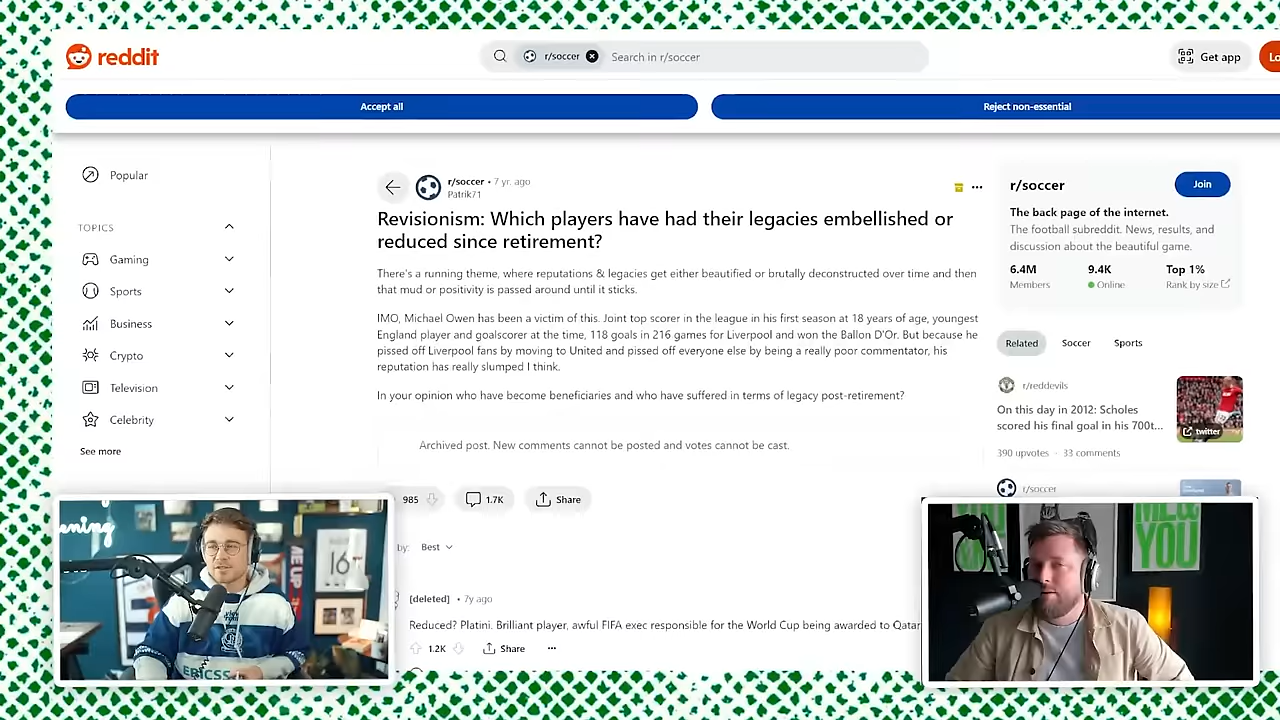 reddit
r/soccer
Search in r/soccer
Get app
Lo
Accept all
Reject non-essential
Popular
TOPICS
Gaming
Sports
Business
Crypto
Television
Celebrity
See more
r/soccer • 7 yr. ago
Patrik71
Revisionism: Which players have had their legacies embellished or
reduced since retirement?
There's a running theme, where reputations & legacies get either beautified or brutally deconstructed over time and then
that mud or positivity is passed around until it sticks.
IMO, Michael Owen has been a victim of this. Joint top scorer in the league in his first season at 18 years of age, youngest
England player and goalscorer at the time, 118 goals in 216 games for Liverpool and won the Ballon D'Or. But because he
pissed off Liverpool fans by moving to United and pissed off everyone else by being a really poor commentator, his
reputation has really slumped I think.
In your opinion who have become beneficiaries and who have suffered in terms of legacy post-retirement?
Archived post. New comments cannot be posted and votes cannot be cast.
985
1.7K
Share
by:
Best
[deleted] • 7y ago
Reduced? Platini. Brilliant player, awful FIFA exec responsible for the World Cup being awarded to Qatar
1.2K
Share
r/soccer
Join
The back page of the internet.
The football subreddit. News, results, and
discussion about the beautiful game.
6.4M
9.4K
Top 1%
Members
Online
Rank by size
Related
Soccer
Sports
r/reddevils
On this day in 2012: Scholes
scored his final goal in his 700t...
twitter
390 upvotes · 33 comments
r/soccer
ening
16
ERICSS
YOU
ME&
YOU